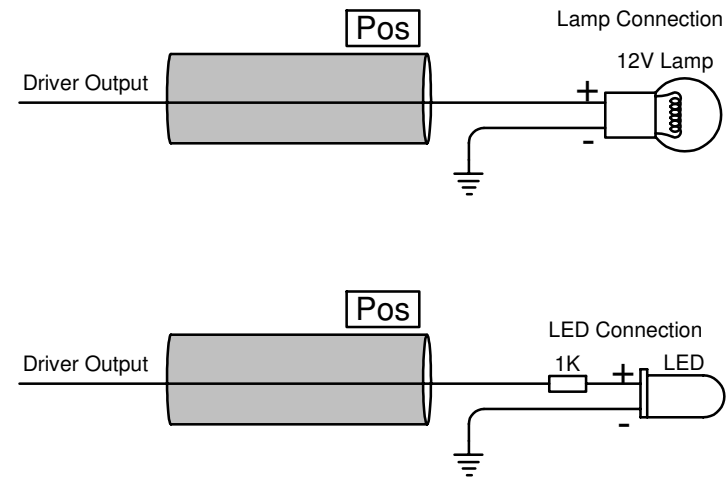 Pos
Lamp Connection
12V Lamp
Driver Output
+
-
Pos
LED Connection
Driver Output
1K
+
LED
-